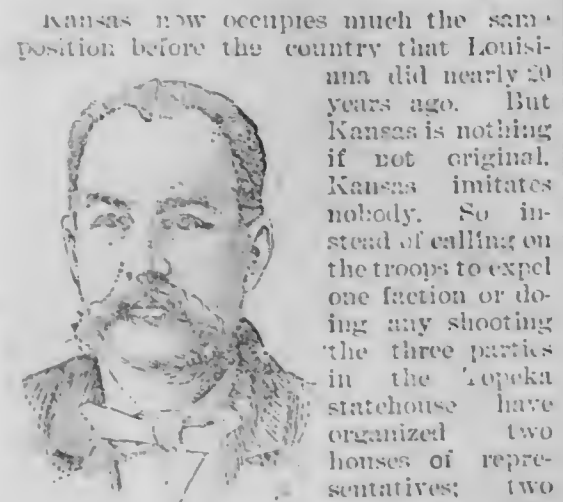 Kansas now occupies much the same
position before the country that Louisi-
ana did nearly 20
years ago. But
Kansas is nothing
if not original.
Kansas imitates
nobody. So in-
stead of calling on
the troops to expel
one faction or do-
ing any shooting
the three parties
in the Topeka
statehouse have
organized two
houses of repre-
sentatives; two